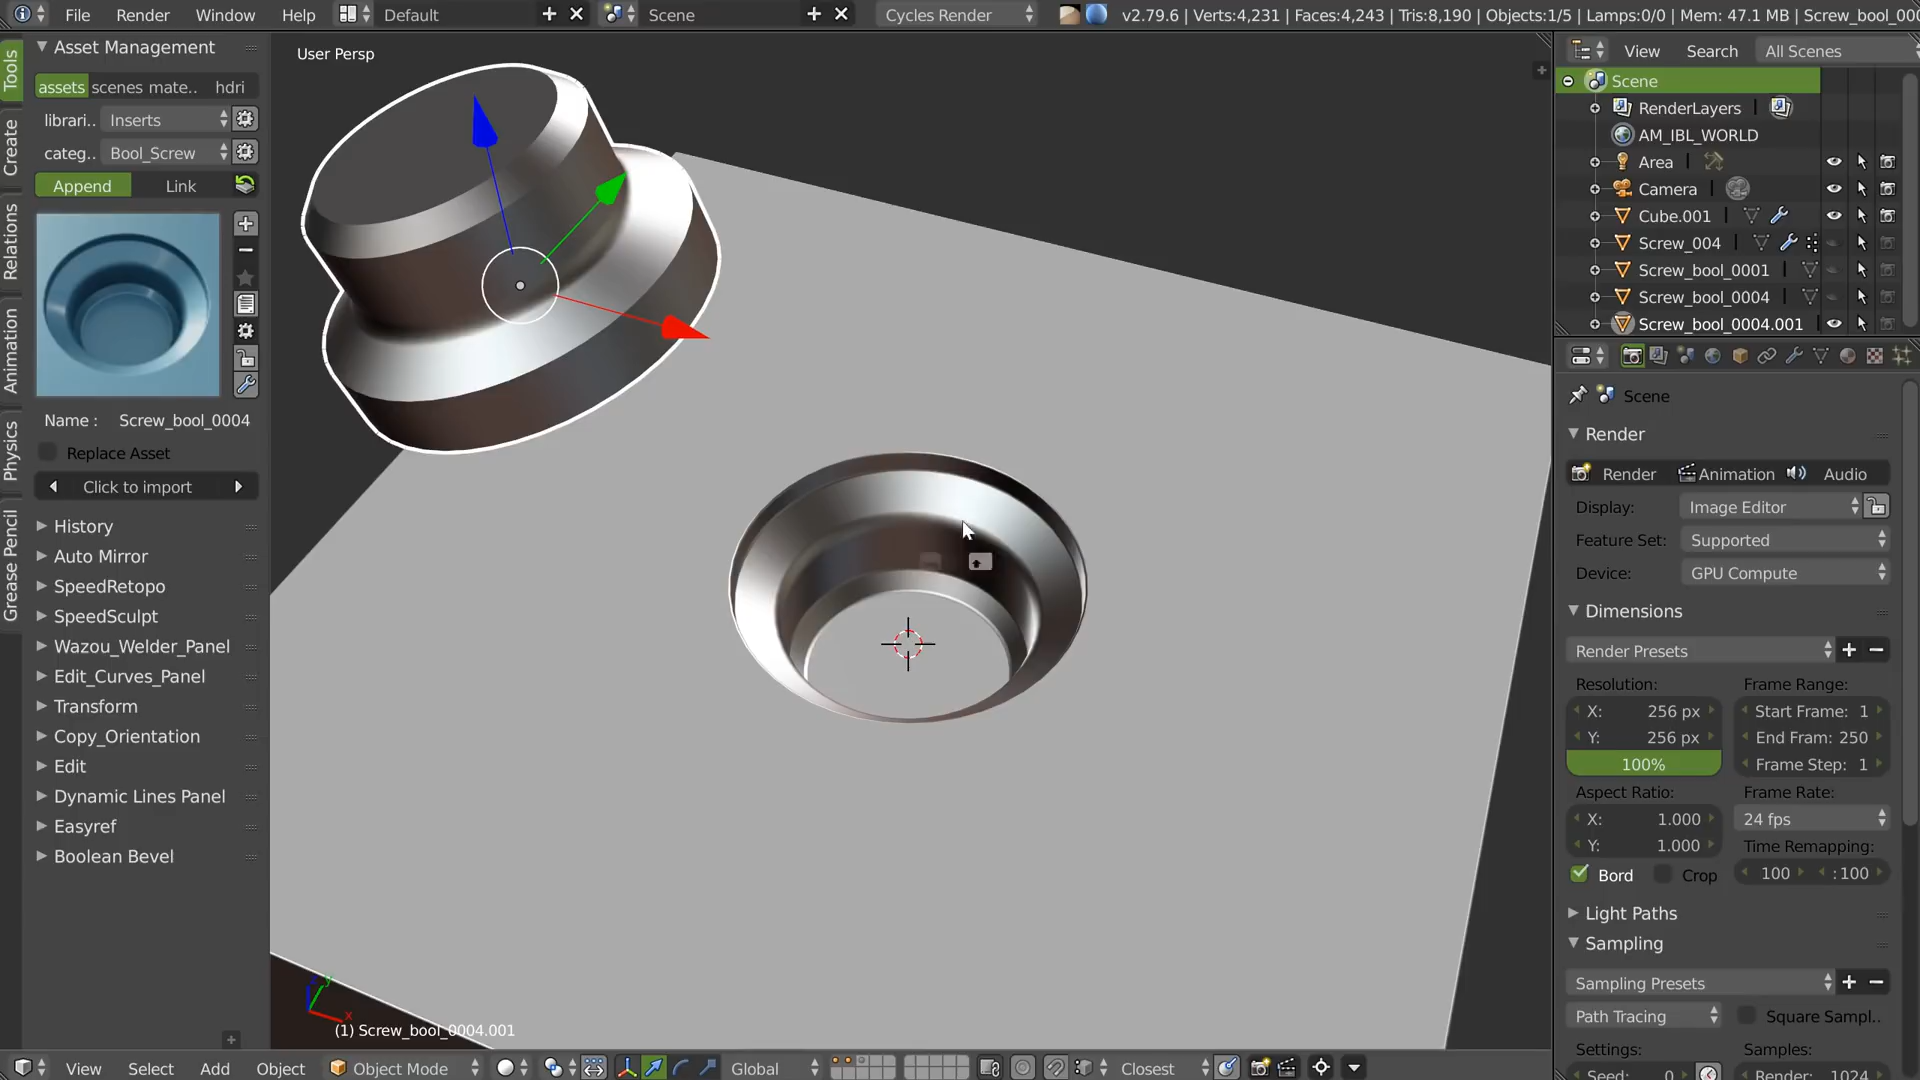 File Render Window Help Default Scene Cycles Render v2.79.6 | Verts:4,231 | Faces:4,243 | Tris:8,190 | Objects:1/5 | Lamps:0/0 | Mem: 47.1 MB | Screw_bool_000
Tools
Create
Relations
Animation
Physics
Grease Pencil
Asset Management
assets scenes mate.. hdri
librari.. Inserts
categ.. Bool_Screw
Append Link
Name : Screw_bool_0004
Replace Asset
Click to import
History
Auto Mirror
SpeedRetopo
SpeedSculpt
Wazou_Welder_Panel
Edit_Curves_Panel
Transform
Copy_Orientation
Edit
Dynamic Lines Panel
Easyref
Boolean Bevel
User Persp
y
x
(1) Screw_bool_0004.001
View Select Add Object Object Mode Global Closest
View Search All Scenes
Scene
RenderLayers |
AM_IBL_WORLD
Area |
Camera |
Cube.001 |
Screw_004 |
Screw_bool_0001 |
Screw_bool_0004 |
Screw_bool_0004.001
Scene
Render
Render Animation Audio
Display: Image Editor
Feature Set: Supported
Device: GPU Compute
Dimensions
Render Presets
Resolution: Frame Range:
X: 256 px Start Frame: 1
Y: 256 px End Fram: 250
100% Frame Step: 1
Aspect Ratio: Frame Rate:
X: 1.000 24 fps
Y: 1.000 Time Remapping:
Bord Crop 100 :100
Light Paths
Sampling
Sampling Presets
Path Tracing Square Sampl..
Settings: Samples:
Seed: 0 Render: 1024